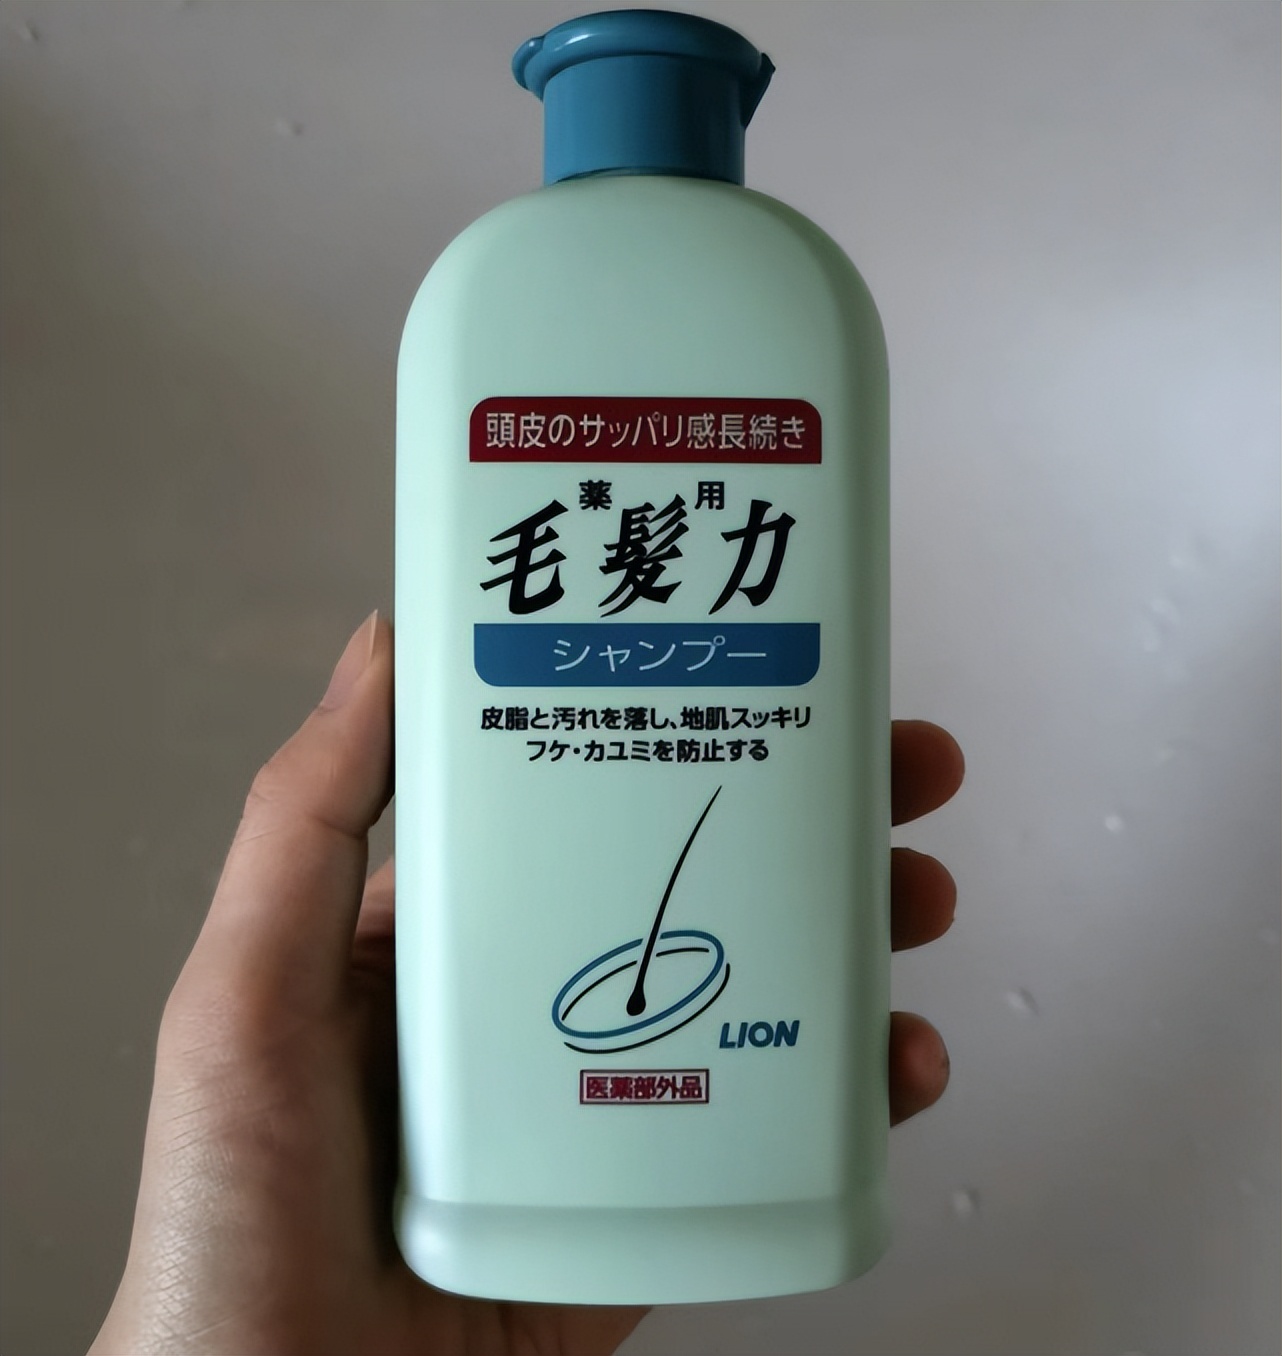 頭皮のサッパリ感長続き
薬用
毛髪力
シャンプー
皮脂と汚れを落し、地肌スッキリ
フケ・カユミを防止する
LION
医薬部外品